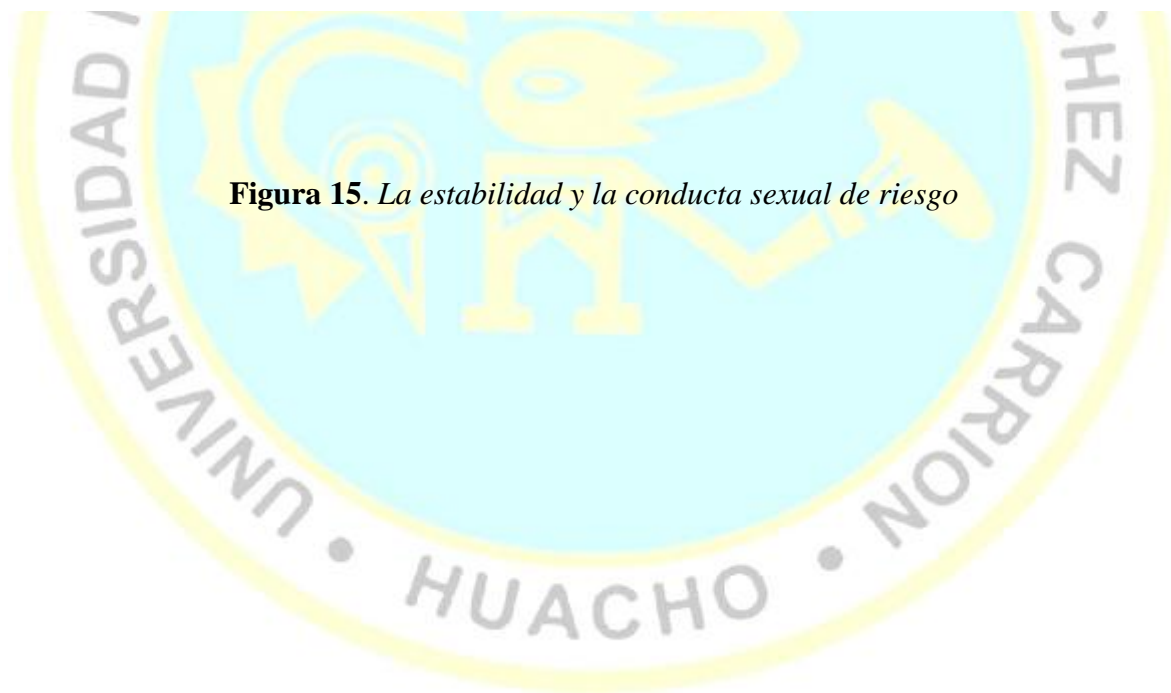 Figura 15. La estabilidad y la conducta sexual de riesgo
UNIVERSIDAD
CHEZ CARRION
• HUACHO •